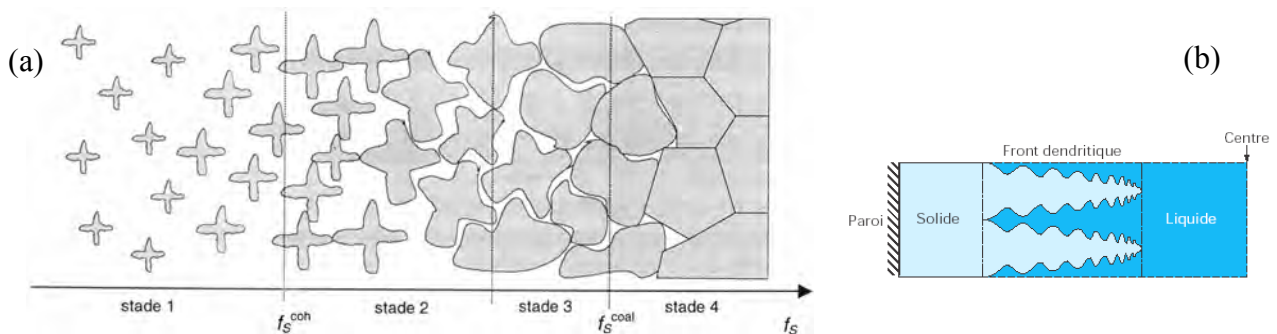 (a)
stade 1
stade 2
stade 3
stade 4
f_S^coh
f_S^coal
f_S
(b)
Centre
Front dendritique
Paroi
Solide
Liquide